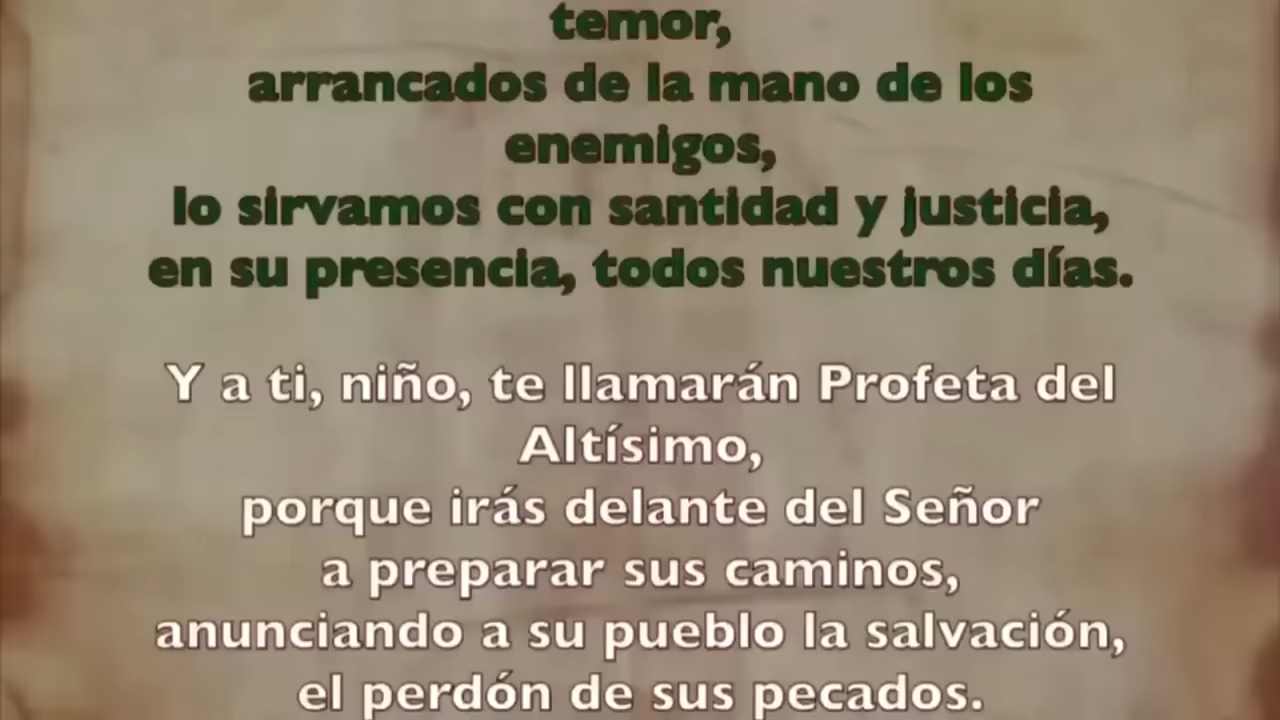 temor,
arrancados de la mano de los
enemigos,
lo sirvamos con santidad y justicia,
en su presencia, todos nuestros días.
Y a ti, niño, te llamarán Profeta del
Altísimo,
porque irás delante del Señor
a preparar sus caminos,
anunciando a su pueblo la salvación,
el perdón de sus pecados.